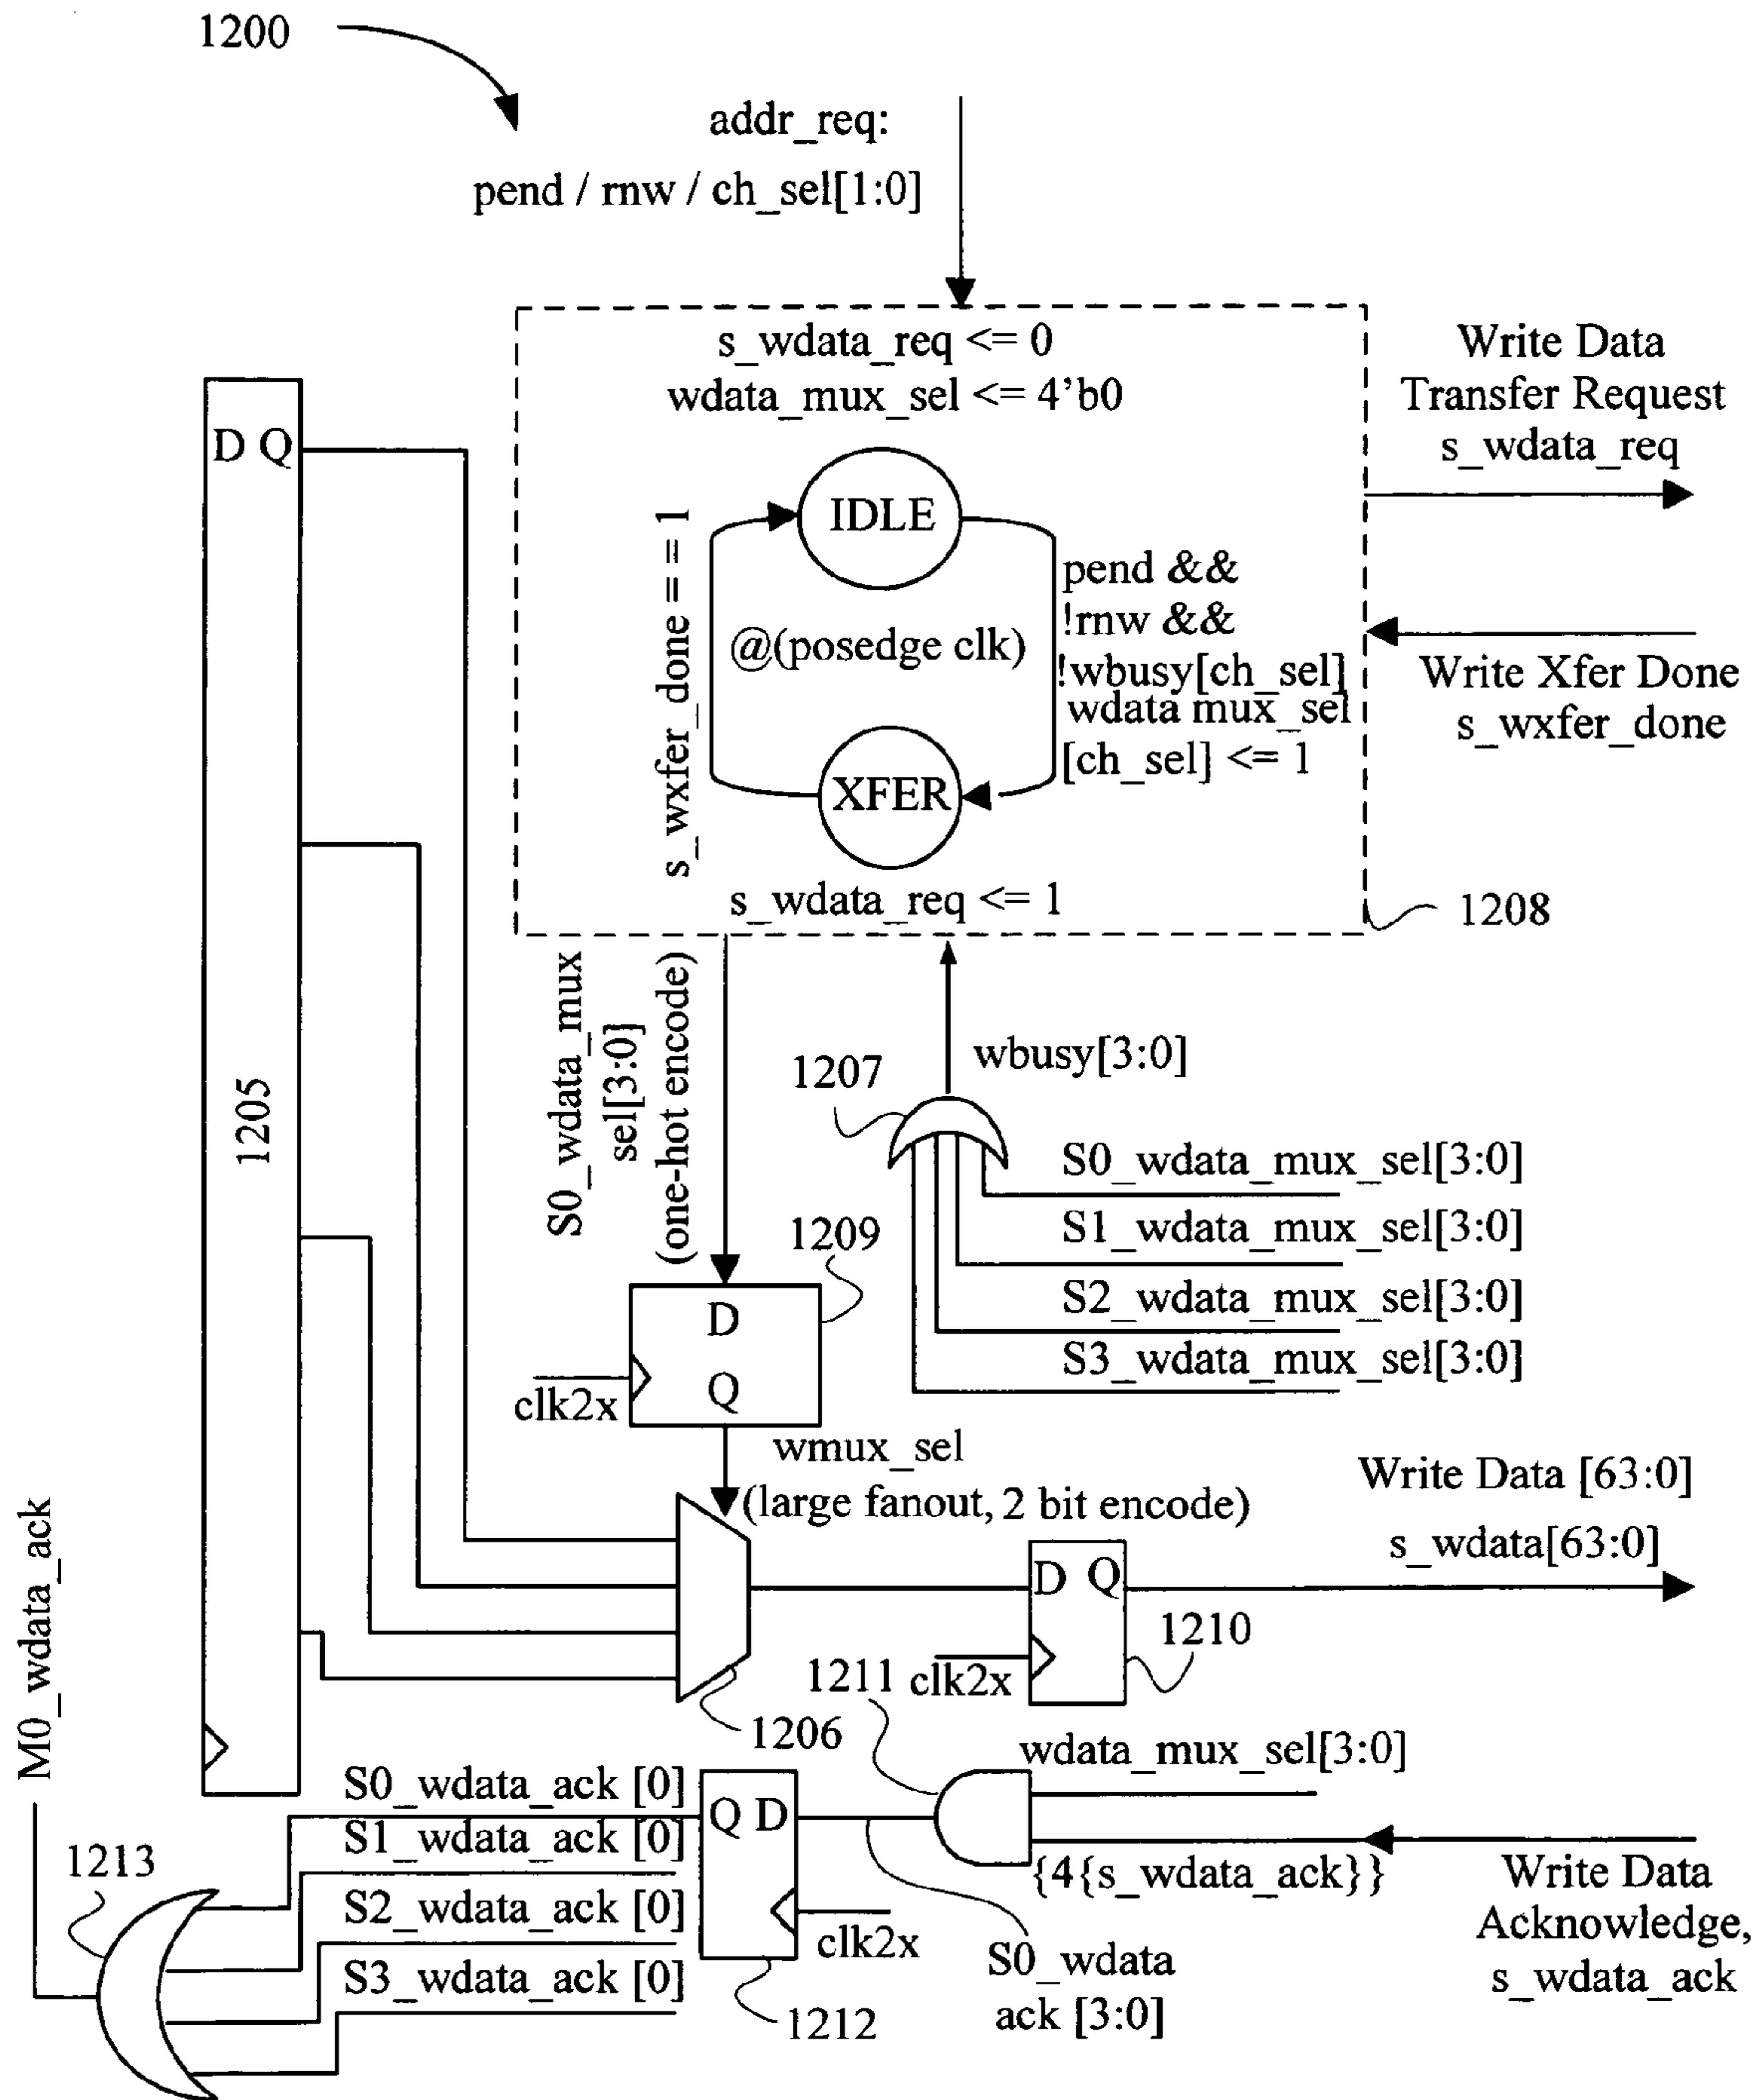 1200
addr_req:
pend / rnw / ch_sel[1:0]
s_wdata_req <= 0
wdata_mux_sel <= 4’b0
Write Data
Transfer Request
s_wdata_req
D Q
IDLE
s_wxfer_done = = 1
@(posedge clk)
pend &&
!rnw &&
!wbusy[ch_sel]
wdata mux_sel
[ch_sel] <= 1
Write Xfer Done
s_wxfer_done
XFER
s_wdata_req <= 1
1208
1205
S0_wdata_mux
sel[3:0]
(one-hot encode)
wbusy[3:0]
1207
S0_wdata_mux_sel[3:0]
S1_wdata_mux_sel[3:0]
S2_wdata_mux_sel[3:0]
S3_wdata_mux_sel[3:0]
1209
D
Q
clk2x
wmux_sel
(large fanout, 2 bit encode)
Write Data [63:0]
s_wdata[63:0]
D Q
1210
clk2x
1206
1211
M0_wdata_ack
wdata_mux_sel[3:0]
{4{s_wdata_ack}}
Write Data
Acknowledge,
s_wdata_ack
S0_wdata_ack [0]
S1_wdata_ack [0]
S2_wdata_ack [0]
S3_wdata_ack [0]
Q D
clk2x
1212
S0_wdata
ack [3:0]
1213